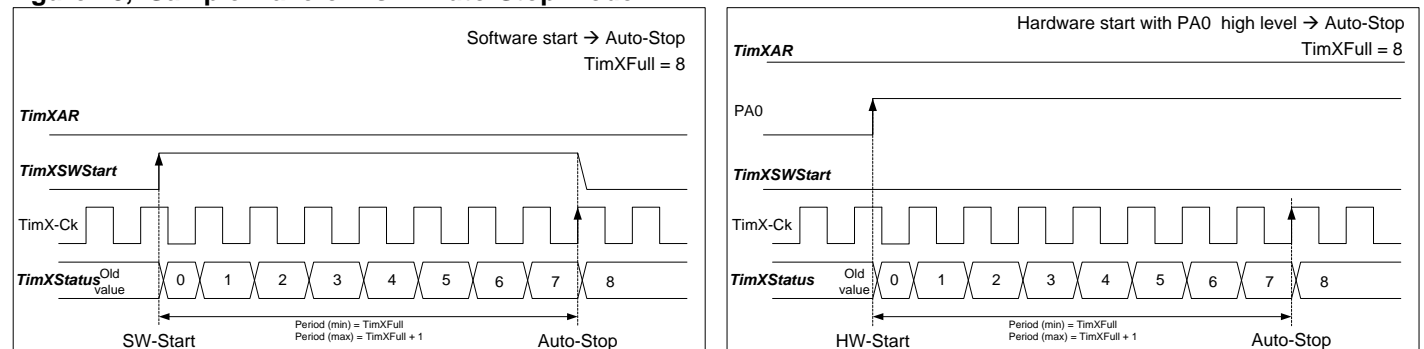 Software start → Auto-Stop
TimXFull = 8
TimXAR
TimXSWStart
TimX-Ck
TimXStatus
Old value
0 1 2 3 4 5 6 7 8
Period (min) = TimXFull
Period (max) = TimXFull + 1
SW-Start
Auto-Stop
Hardware start with PA0 high level → Auto-Stop
TimXFull = 8
TimXAR
PA0
TimXSWStart
TimX-Ck
TimXStatus
Old value
0 1 2 3 4 5 6 7 8
Period (min) = TimXFull
Period (max) = TimXFull + 1
HW-Start
Auto-Stop